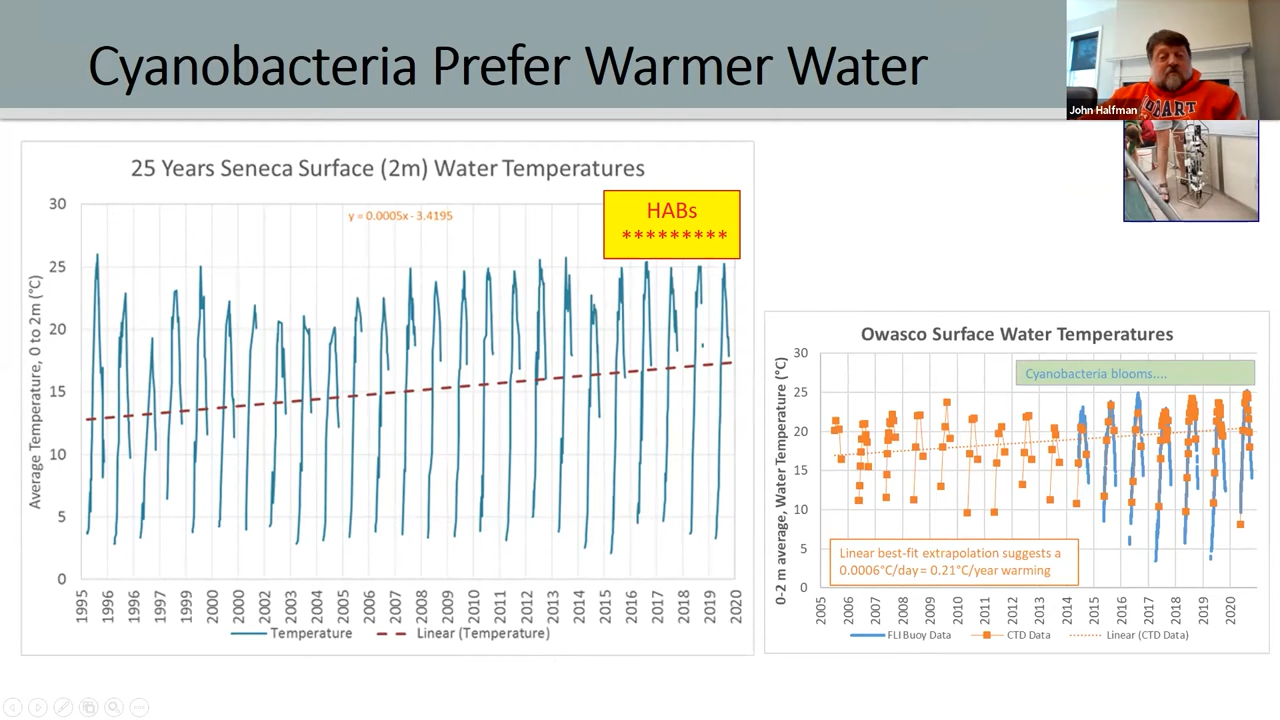 Cyanobacteria Prefer Warmer Water
John Halfman
25 Years Seneca Surface (2m) Water Temperatures
y = 0.0005x - 3.4195
HABs
*********
Average Temperature, 0 to 2m (°C)
30
25
20
15
10
5
0
1995 1996 1997 1998 1999 2000 2000 2002 2003 2004 2005 2006 2007 2008 2009 2010 2011 2012 2013 2014 2015 2016 2017 2018 2019 2020
Temperature Linear (Temperature)
Owasco Surface Water Temperatures
Cyanobacteria blooms....
0-2 m average, Water Temperature (°C)
30
25
20
15
10
5
0
Linear best-fit extrapolation suggests a
0.0006°C/day = 0.21°C/year warming
2005 2006 2007 2008 2009 2010 2011 2012 2013 2014 2015 2016 2017 2018 2019 2020
FLI Buoy Data CTD Data Linear (CTD Data)